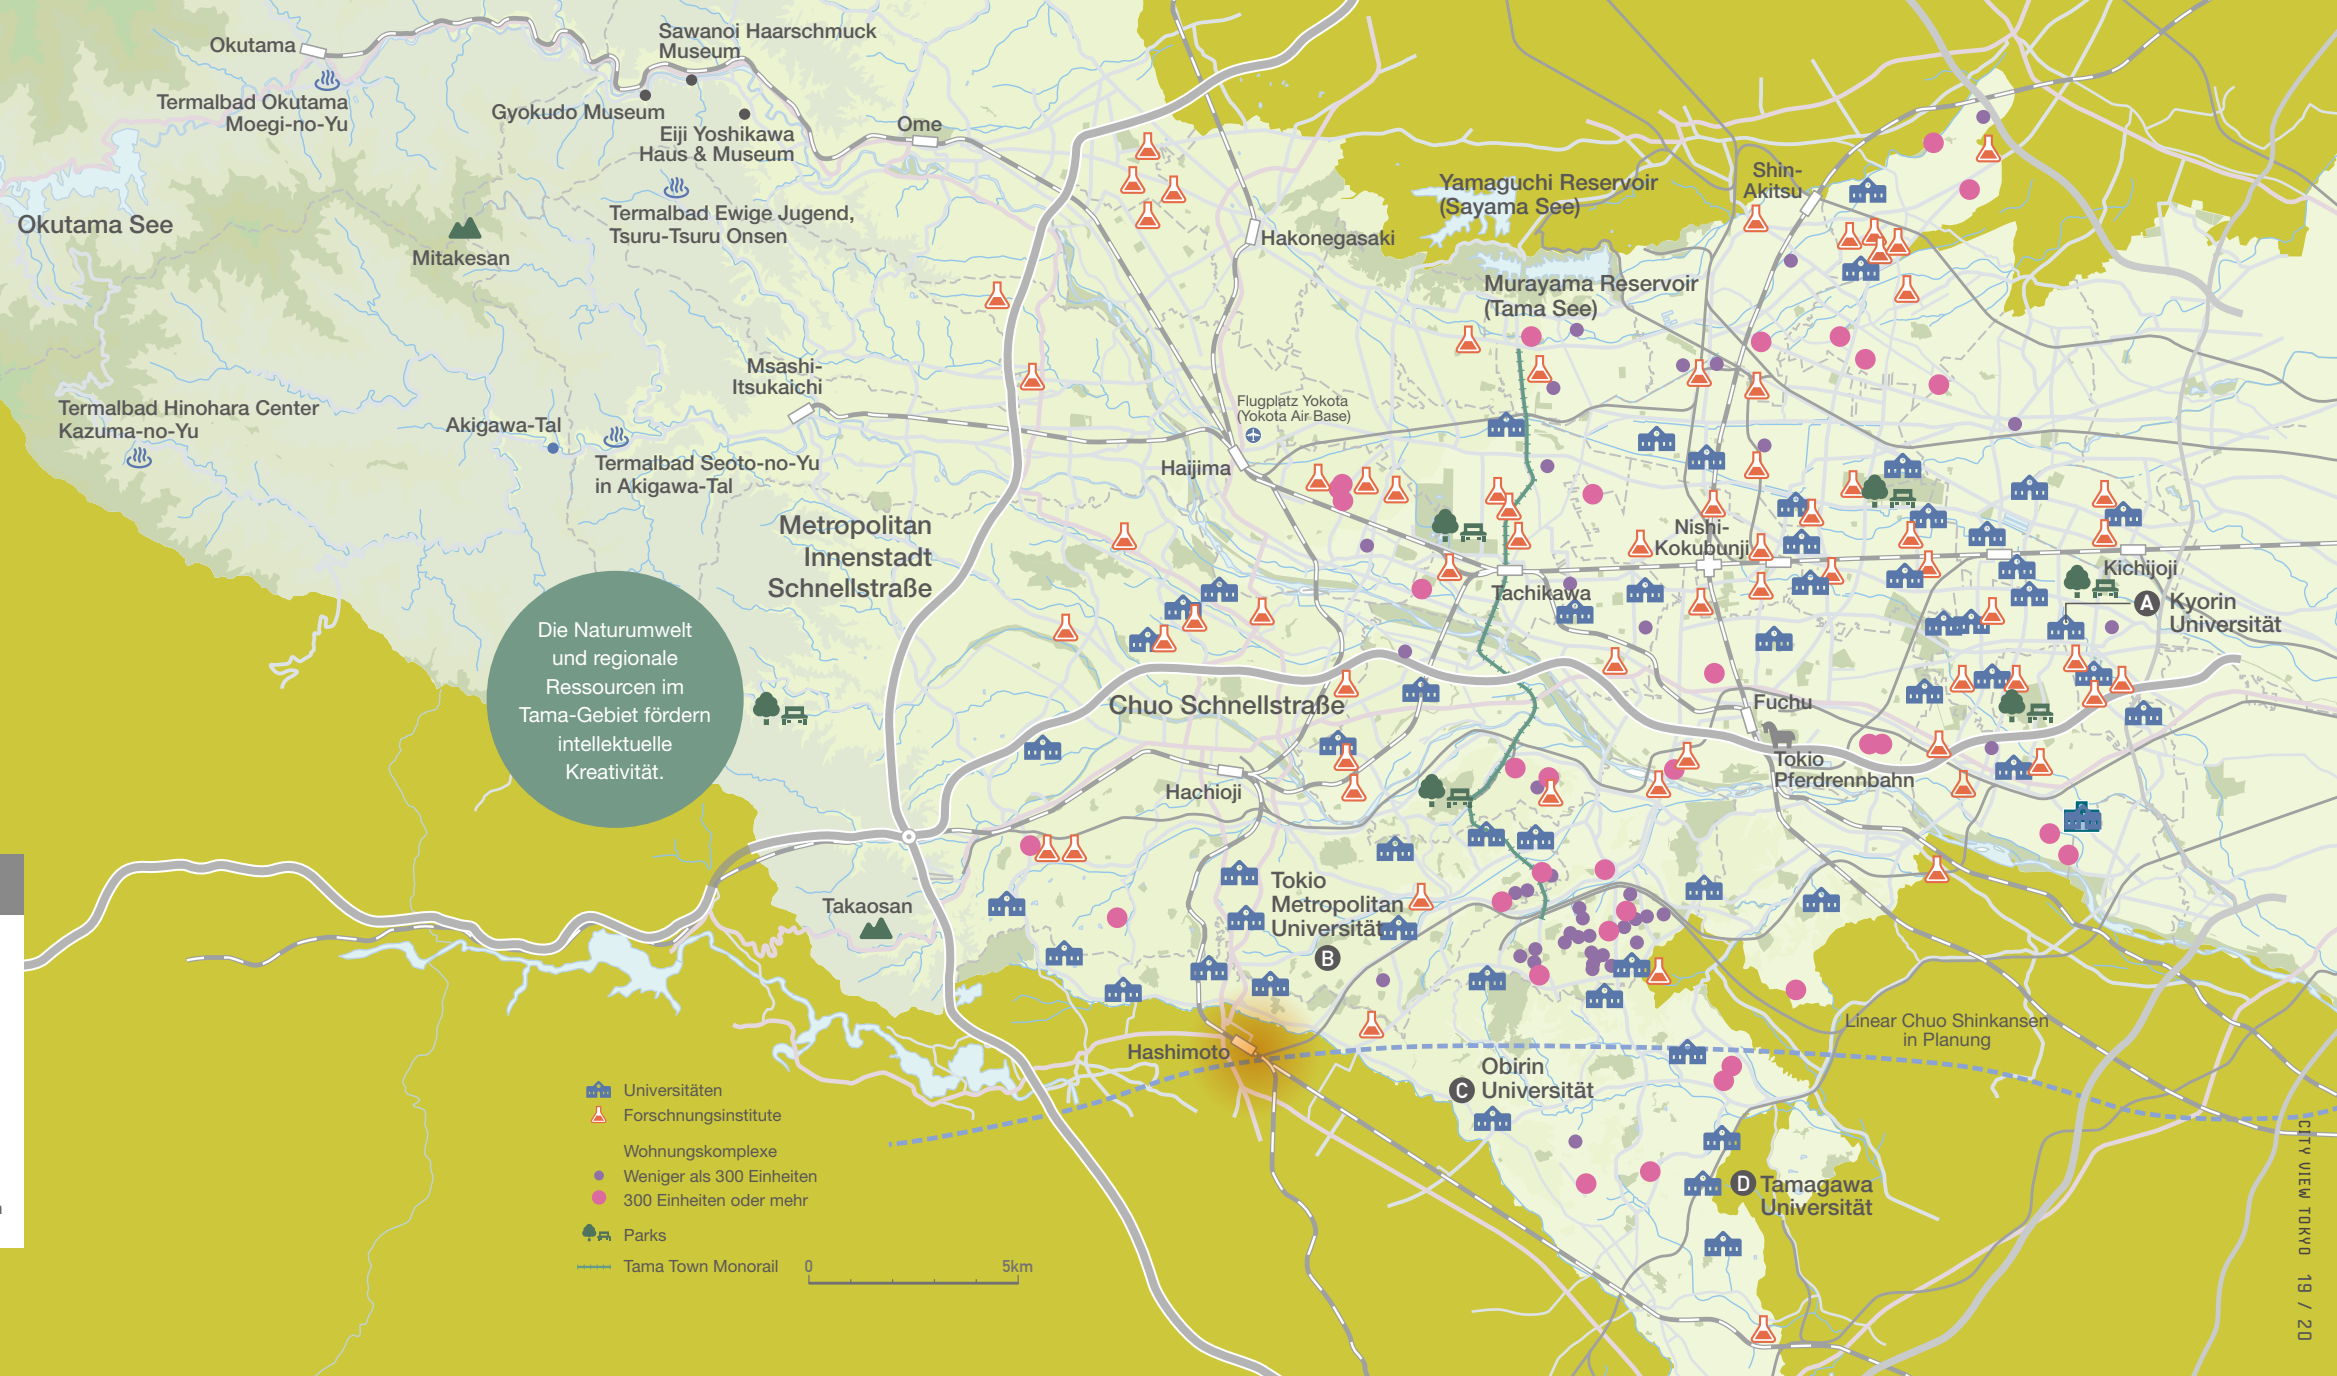 Okutama
Termalbad Okutama
Moegi-no-Yu
Sawanoi Haarschmuck
Museum
Gyokudo Museum
Eiji Yoshikawa
Haus & Museum
Ome
Okutama See
Mitakesan
Termalbad Ewige Jugend,
Tsuru-Tsuru Onsen
Hakonegasaki
Yamaguchi Reservoir
(Sayama See)
Shin-
Akitsu
Murayama Reservoir
(Tama See)
Msashi-
Itsukaichi
Termalbad Hinohara Center
Kazuma-no-Yu
Akigawa-Tal
Termalbad Seoto-no-Yu
in Akigawa-Tal
Flugplatz Yokota
(Yokota Air Base)
Haijima
Metropolitan
Innenstadt
Schnellstraße
Nishi-
Kokubunji
Tachikawa
Kichijoji
A
Kyorin
Universität
Die Naturumwelt
und regionale
Ressourcen im
Tama-Gebiet fördern
intellektuelle
Kreativität.
Chuo Schnellstraße
Fuchu
Tokio
Pferdrennbahn
Hachioji
Takaosan
Tokio
Metropolitan
Universität
B
Hashimoto
Linear Chuo Shinkansen
in Planung
C
Obirin
Universität
D
Tamagawa
Universität
Universitäten
Forschnungsinstitute
Wohnungskomplexe
Weniger als 300 Einheiten
300 Einheiten oder mehr
Parks
Tama Town Monorail
0
5km
CITY VIEW TOKYO 19 / 20